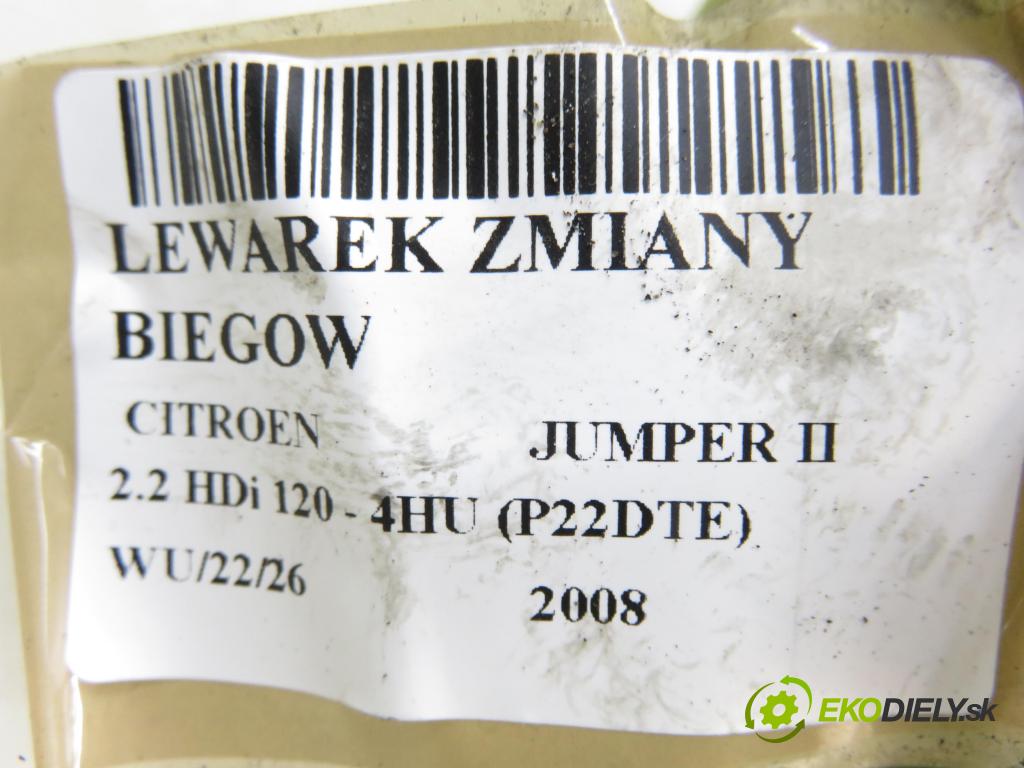 LEWAREK ZMIANY
BIEGOW
CITROEN JUMPER II
2.2 HDi 120 - 4HU (P22DTE)
WU/22/26 2008
EKODIELY.sk